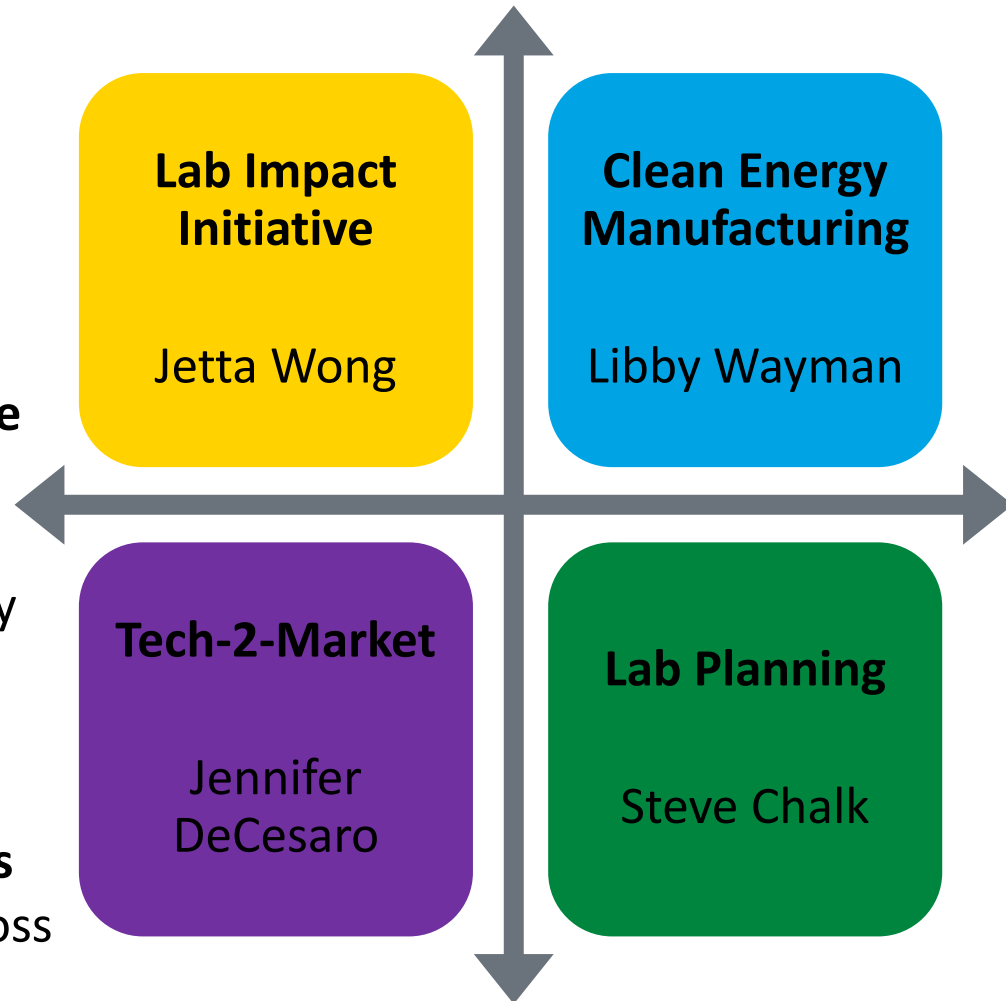 Lab Impact
Initiative
Jetta Wong
Clean Energy
Manufacturing
Libby Wayman
Tech-2-Market
Jennifer
DeCesaro
Lab Planning
Steve Chalk